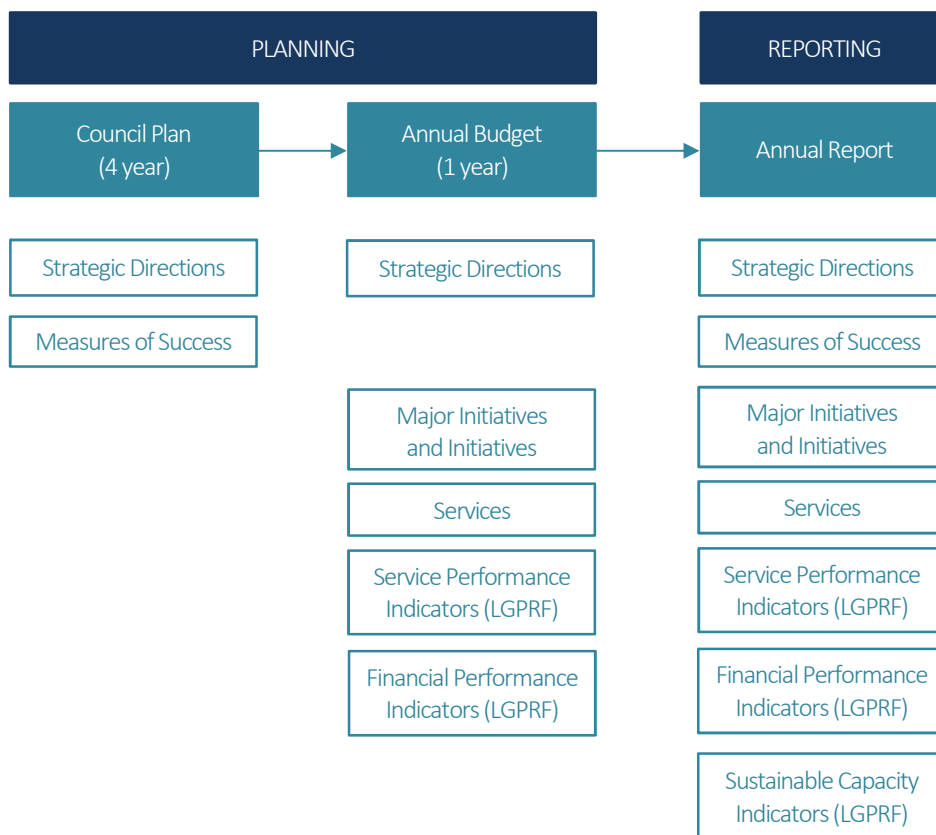 PLANNING
REPORTING
Council Plan
(4 year)
Annual Budget
(1 year)
Annual Report
Strategic Directions
Strategic Directions
Strategic Directions
Measures of Success
Measures of Success
Major Initiatives
and Initiatives
Major Initiatives
and Initiatives
Services
Services
Service Performance
Indicators (LGPRF)
Service Performance
Indicators (LGPRF)
Financial Performance
Indicators (LGPRF)
Financial Performance
Indicators (LGPRF)
Sustainable Capacity
Indicators (LGPRF)